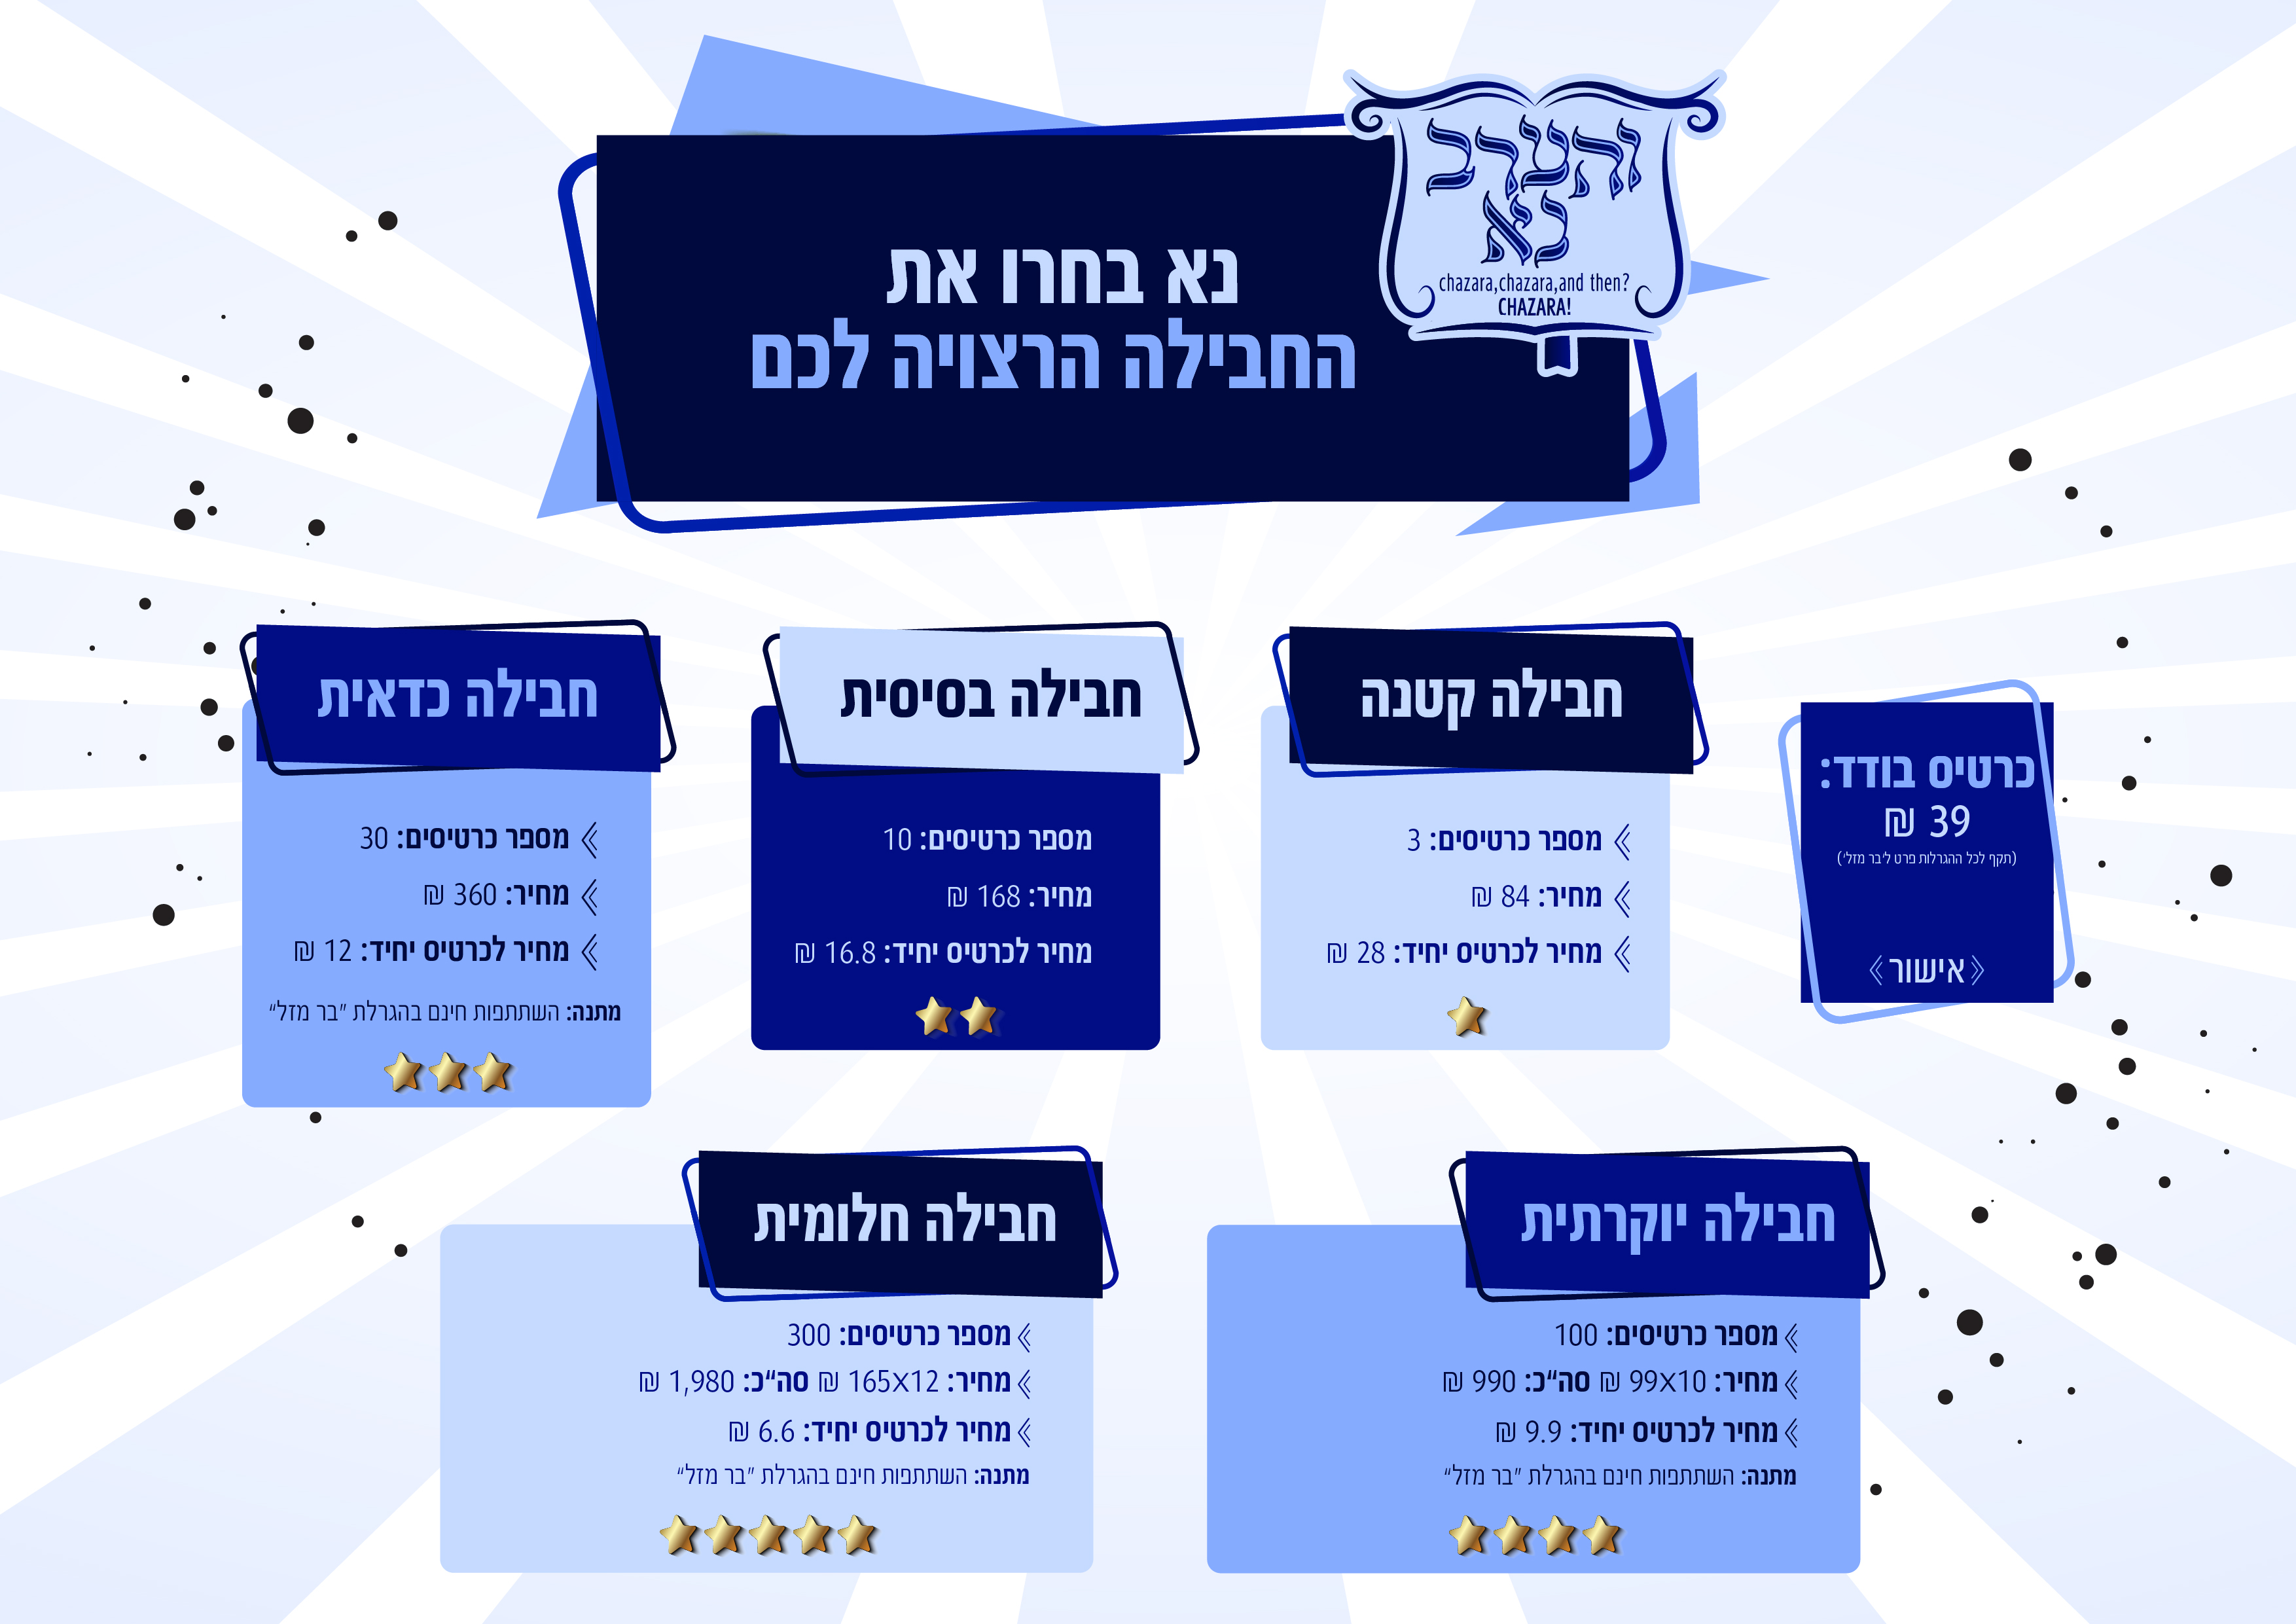 והערב
נא
chazara,chazara,and then?
CHAZARA!
נא בחרו את
החבילה הרצויה לכם
כרטיס בודד:
39 ₪
(תקף לכל ההגרלות פרט ל'בר מזל')
》אישור《
חבילה קטנה
》מספר כרטיסים: 3
》מחיר: 84 ₪
》מחיר לכרטיס יחיד: 28 ₪
חבילה בסיסית
מספר כרטיסים: 10
מחיר: 168 ₪
מחיר לכרטיס יחיד: 16.8 ₪
חבילה כדאית
》מספר כרטיסים: 30
》מחיר: 360 ₪
》מחיר לכרטיס יחיד: 12 ₪
מתנה: השתתפות חינם בהגרלת ”בר מזל“
חבילה יוקרתית
》מספר כרטיסים: 100
》מחיר: 99x10 ₪ סה“כ: 990 ₪
》מחיר לכרטיס יחיד: 9.9 ₪
מתנה: השתתפות חינם בהגרלת ”בר מזל“
חבילה חלומית
》מספר כרטיסים: 300
》מחיר: 165x12 ₪ סה“כ: 1,980 ₪
》מחיר לכרטיס יחיד: 6.6 ₪
מתנה: השתתפות חינם בהגרלת ”בר מזל“